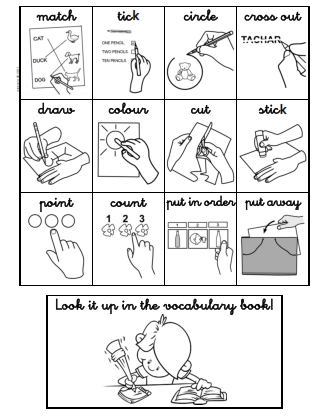 match tick circle cross out
CAT
DUCK
DOG
ONE PENCIL
TWO PENCILS
TEN PENCILS
draw colour cut stick
point count put in order put away
1 2 3
1 2 3
Look it up in the vocabulary book!